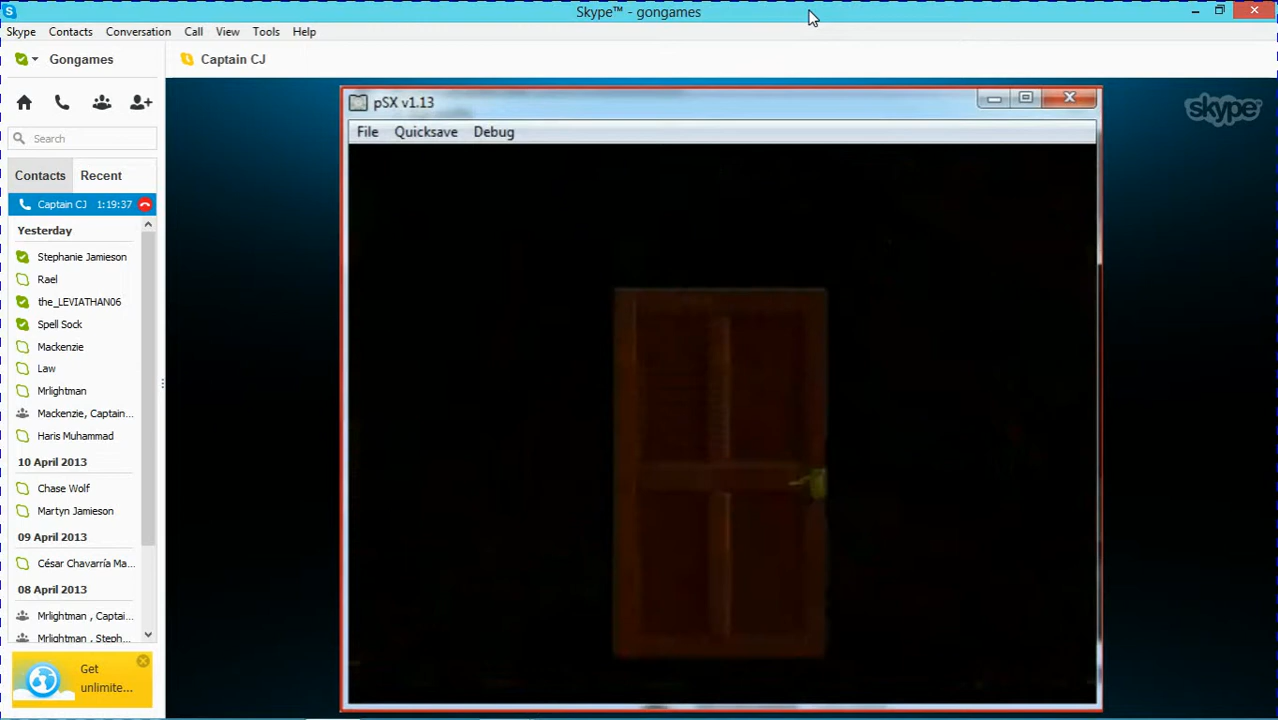 Skype™ - gongames
Skype Contacts Conversation Call View Tools Help
Gongames
Captain CJ
skype
Search
Contacts Recent
Captain CJ 1:19:37
Yesterday
Stephanie Jamieson
Rael
the_LEVIATHAN06
Spell Sock
Mackenzie
Law
Mrlightman
Mackenzie, Captain...
Haris Muhammad
10 April 2013
Chase Wolf
Martyn Jamieson
09 April 2013
César Chavarría Ma...
08 April 2013
Mrlightman , Captai...
Mrlightman , Steph...
Get
unlimite...
pSX v1.13
File Quicksave Debug